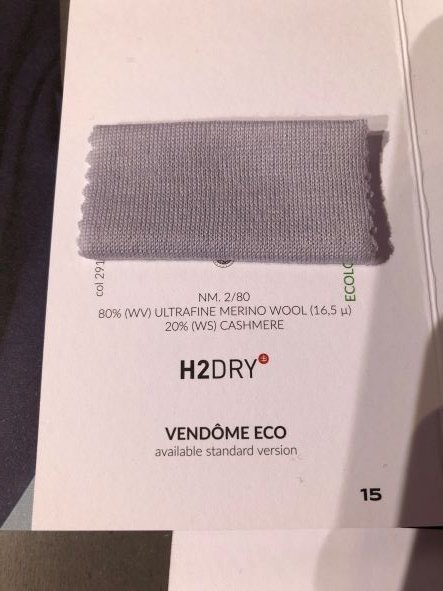 col 291
ECOLO
NM. 2/80
80% (WV) ULTRAFINE MERINO WOOL (16,5 µ)
20% (WS) CASHMERE
H2DRY
VENDÔME ECO
available standard version
15